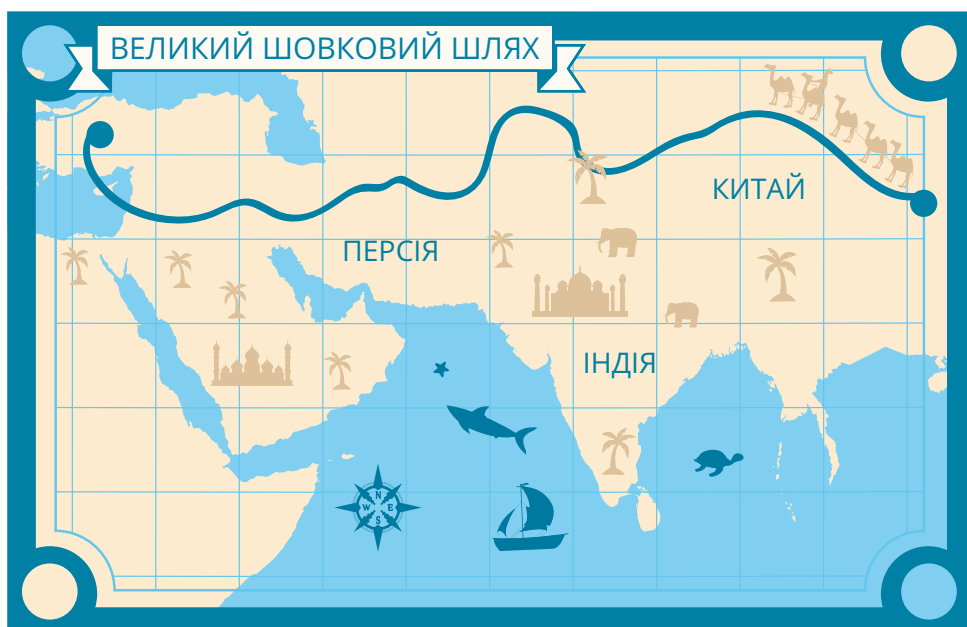 ВЕЛИКИЙ ШОВКОВИЙ ШЛЯХ
КИТАЙ
ПЕРСІЯ
ІНДІЯ
N
W E
S